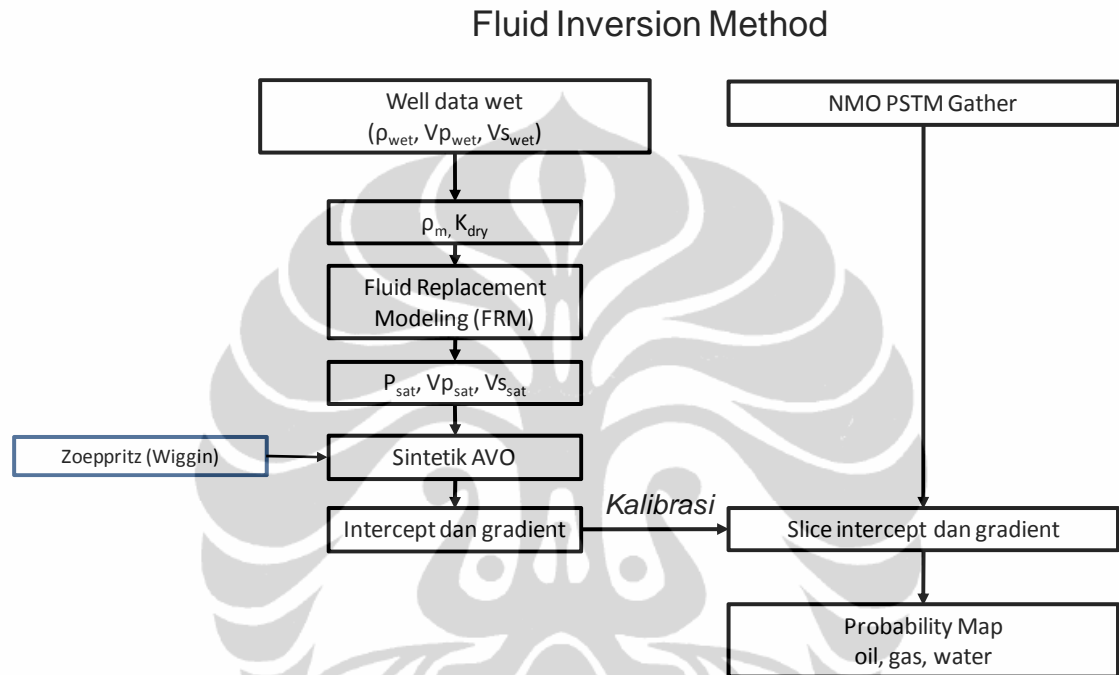 Fluid Inversion Method
Well data wet
(ρwet, Vpwet, Vswet)
NMO PSTM Gather
ρm, Kdry
Fluid Replacement
Modeling (FRM)
Psat, Vpsat, Vssat
Zoeppritz (Wiggin)
Sintetik AVO
Kalibrasi
Intercept dan gradient
Slice intercept dan gradient
Probability Map
oil, gas, water